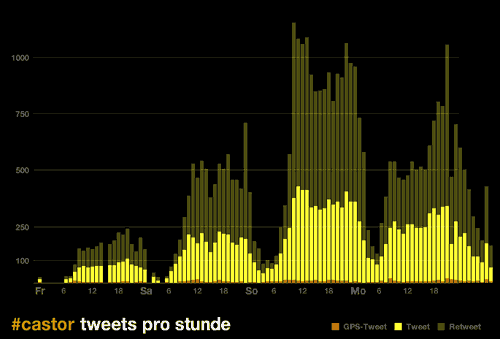 1000
750
500
250
100
Fr 6 12 18 Sa 6 12 18 So 6 12 18 Mo 6 12 18
#castor tweets pro stunde
GPS-Tweet Tweet Retweet